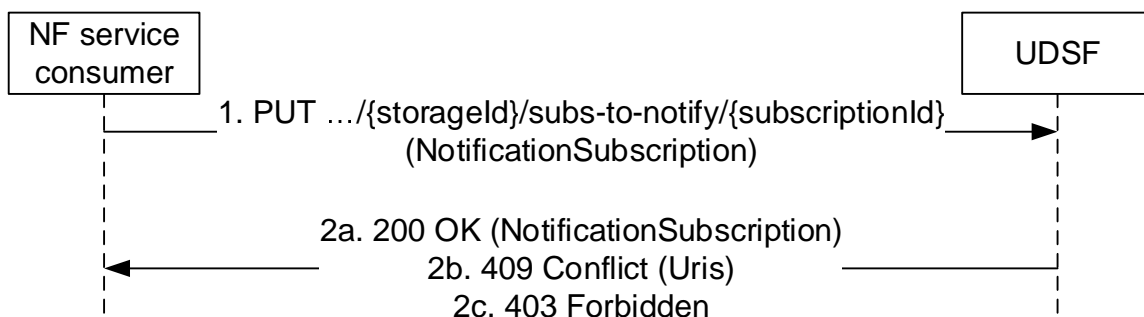 NF service
consumer
UDSF
1. PUT …/{storageId}/subs-to-notify/{subscriptionId}
(NotificationSubscription)
2a. 200 OK (NotificationSubscription)
2b. 409 Conflict (Uris)
2c. 403 Forbidden